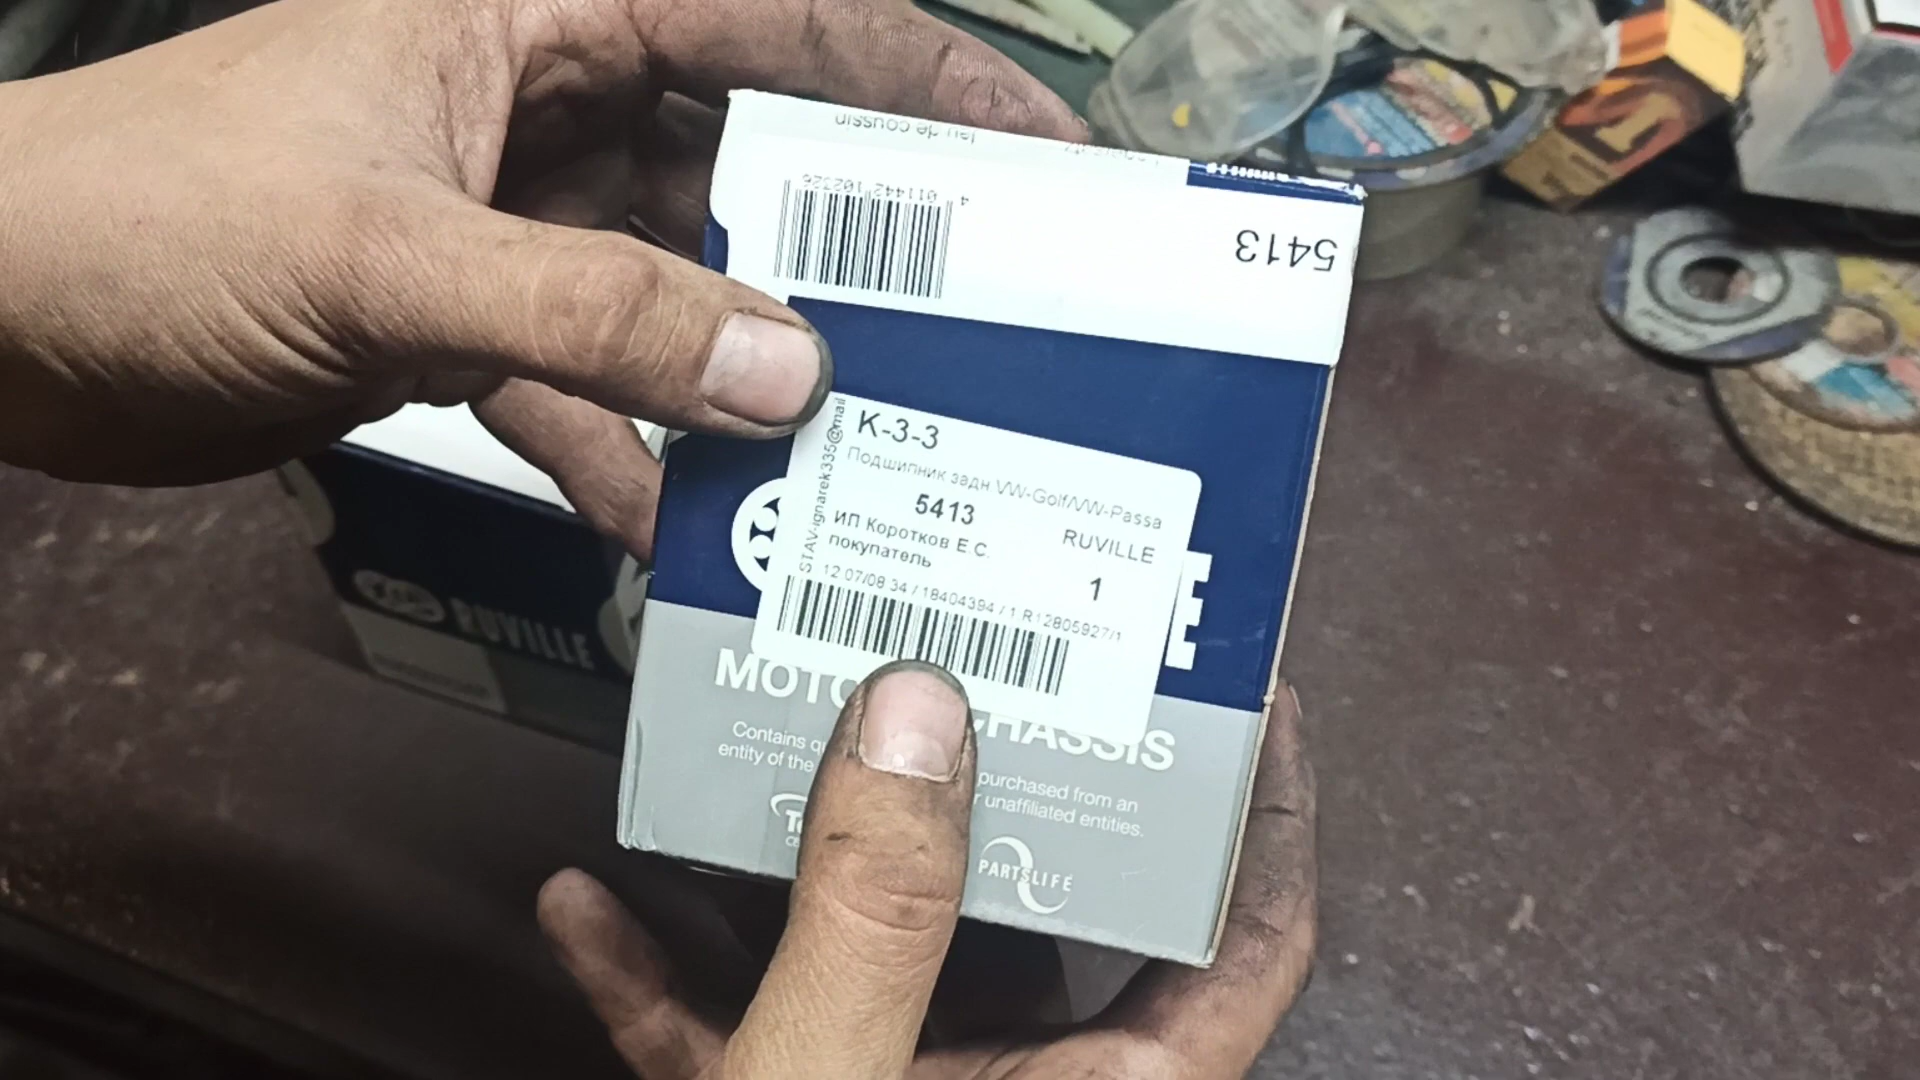 Jeu de coussin
4 011442 102326
5413
K-3-3
Подшипник задн VW-Golf/VW-Passa
5413
RUVILLE
ИП Коротков Е.С.
покупатель
1
12.07/08:34 / 18404394 / 1 R12805927/1
STAV-ignarek335@mail
E
MOTO
CHASSIS
Contains
purchased from an
entity of the
unaffiliated entities.
PARTSLIFE
RUVILLE